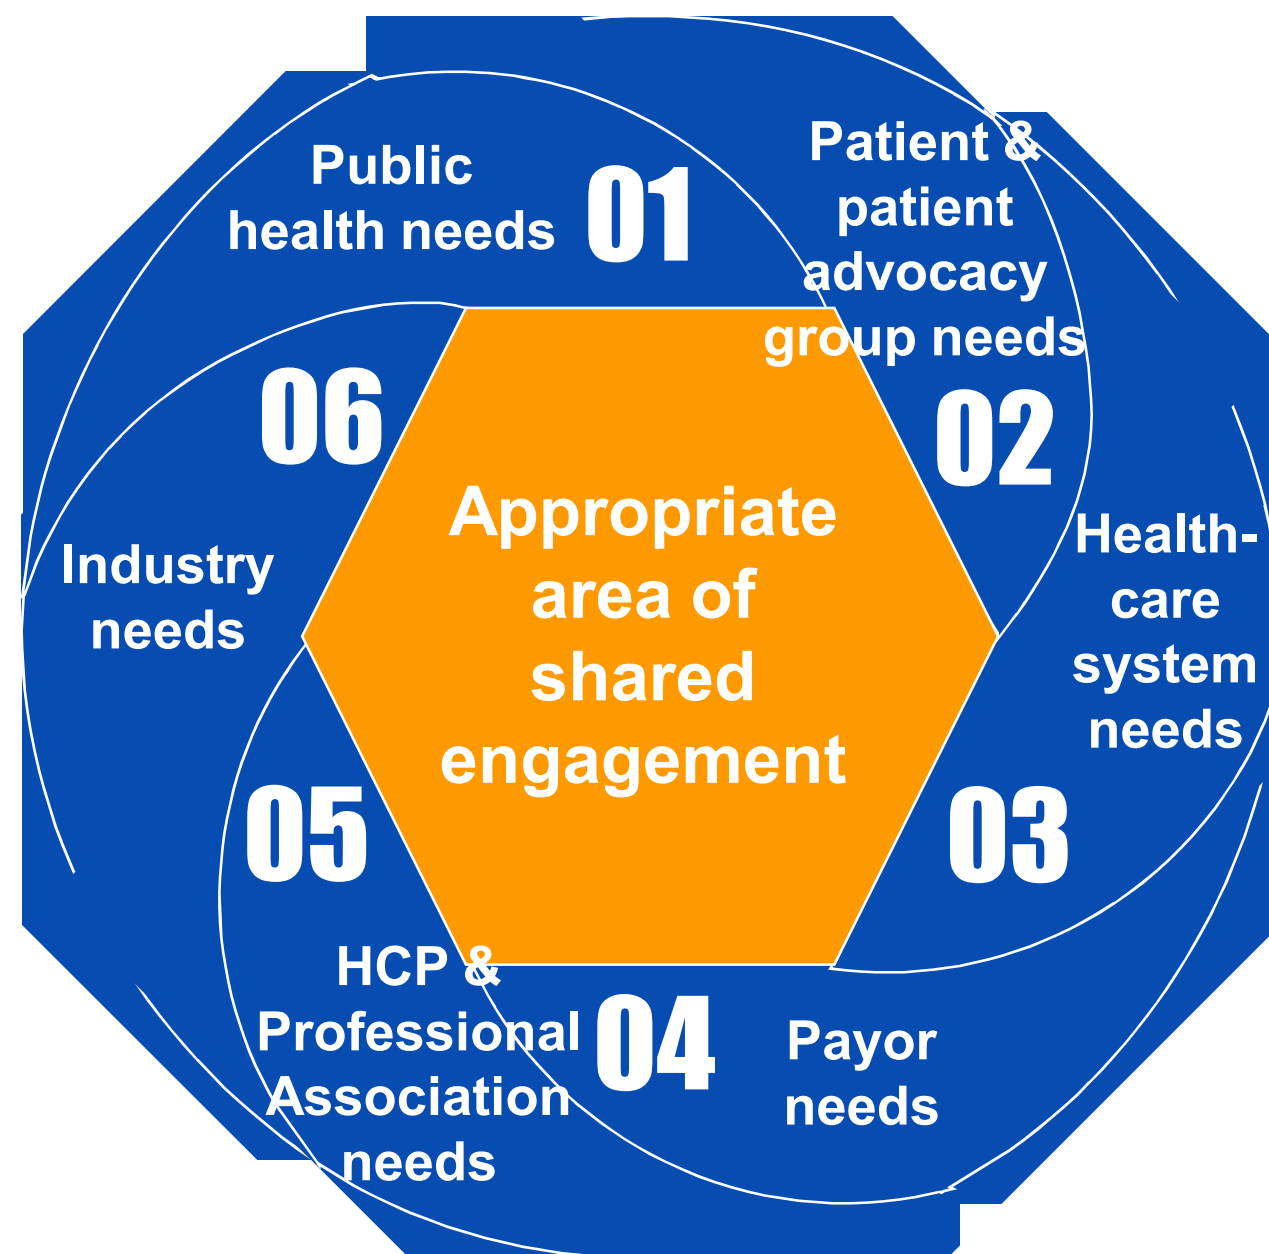 Public
health needs
01
Patient &
patient
advocacy
group needs
02
Health-
care
system
needs
03
Payor
needs
04
HCP &
Professional
Association
needs
05
Industry
needs
06
Appropriate
area of
shared
engagement